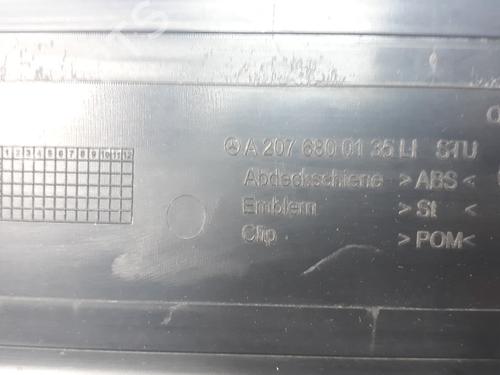 1 2 3 4 5 6 7 8 9 10 11 12
A 207 680 01 35 LI STU
Abdeckschiene >ABS<
Emblem >St <
Clip >POM<